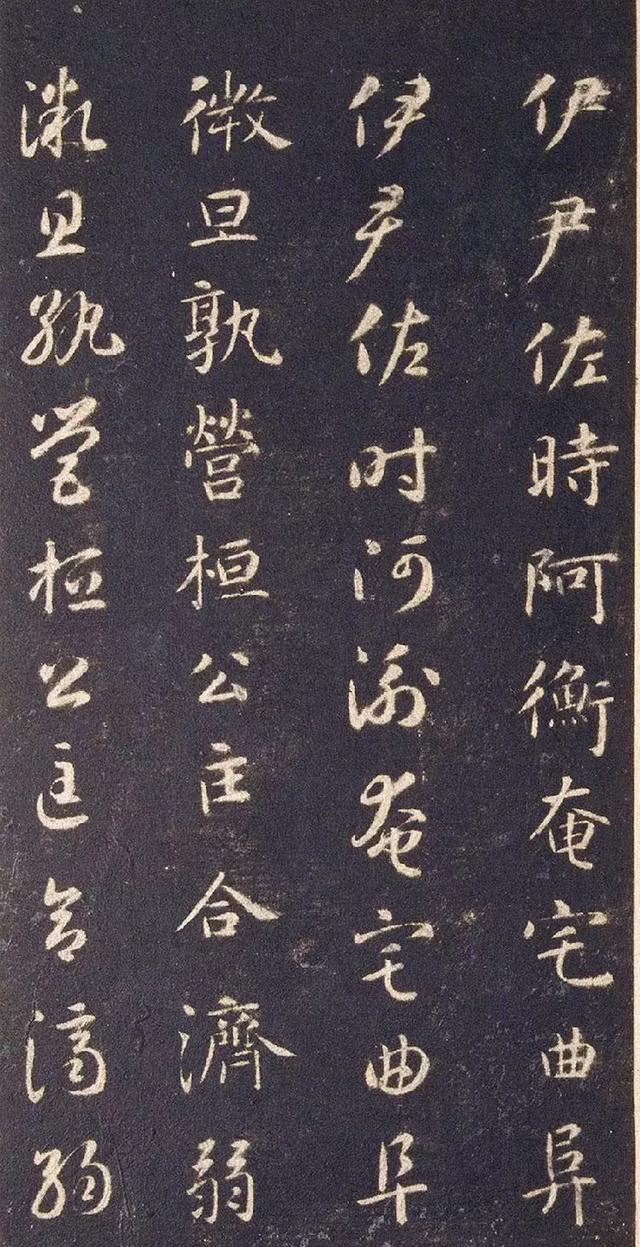 伊尹佐時阿衡奄宅曲阜
伊尹佐时阿衡奄宅曲阜
微旦孰營桓公匡合濟弱
微旦孰营桓公匡合濟弱